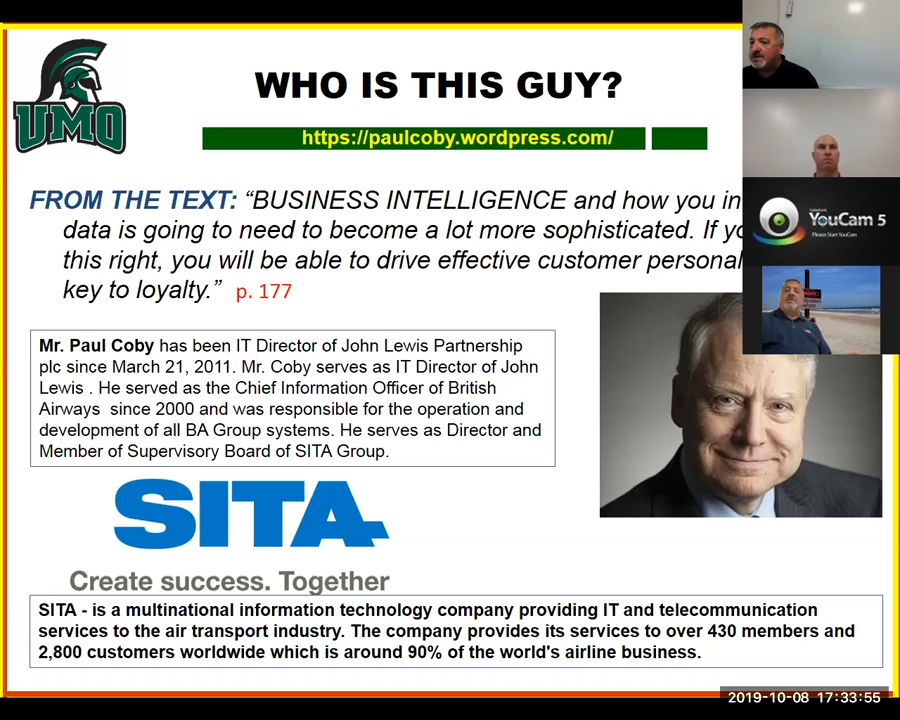 UMO
WHO IS THIS GUY?
https://paulcoby.wordpress.com/
FROM THE TEXT: “BUSINESS INTELLIGENCE and how you in
data is going to need to become a lot more sophisticated. If yo
this right, you will be able to drive effective customer personal
key to loyalty.” p. 177
YouCam 5
Please Start YouCam
Mr. Paul Coby has been IT Director of John Lewis Partnership
plc since March 21, 2011. Mr. Coby serves as IT Director of John
Lewis . He served as the Chief Information Officer of British
Airways since 2000 and was responsible for the operation and
development of all BA Group systems. He serves as Director and
Member of Supervisory Board of SITA Group.
SITA
Create success. Together
SITA - is a multinational information technology company providing IT and telecommunication
services to the air transport industry. The company provides its services to over 430 members and
2,800 customers worldwide which is around 90% of the world's airline business.
2019-10-08 17:33:55